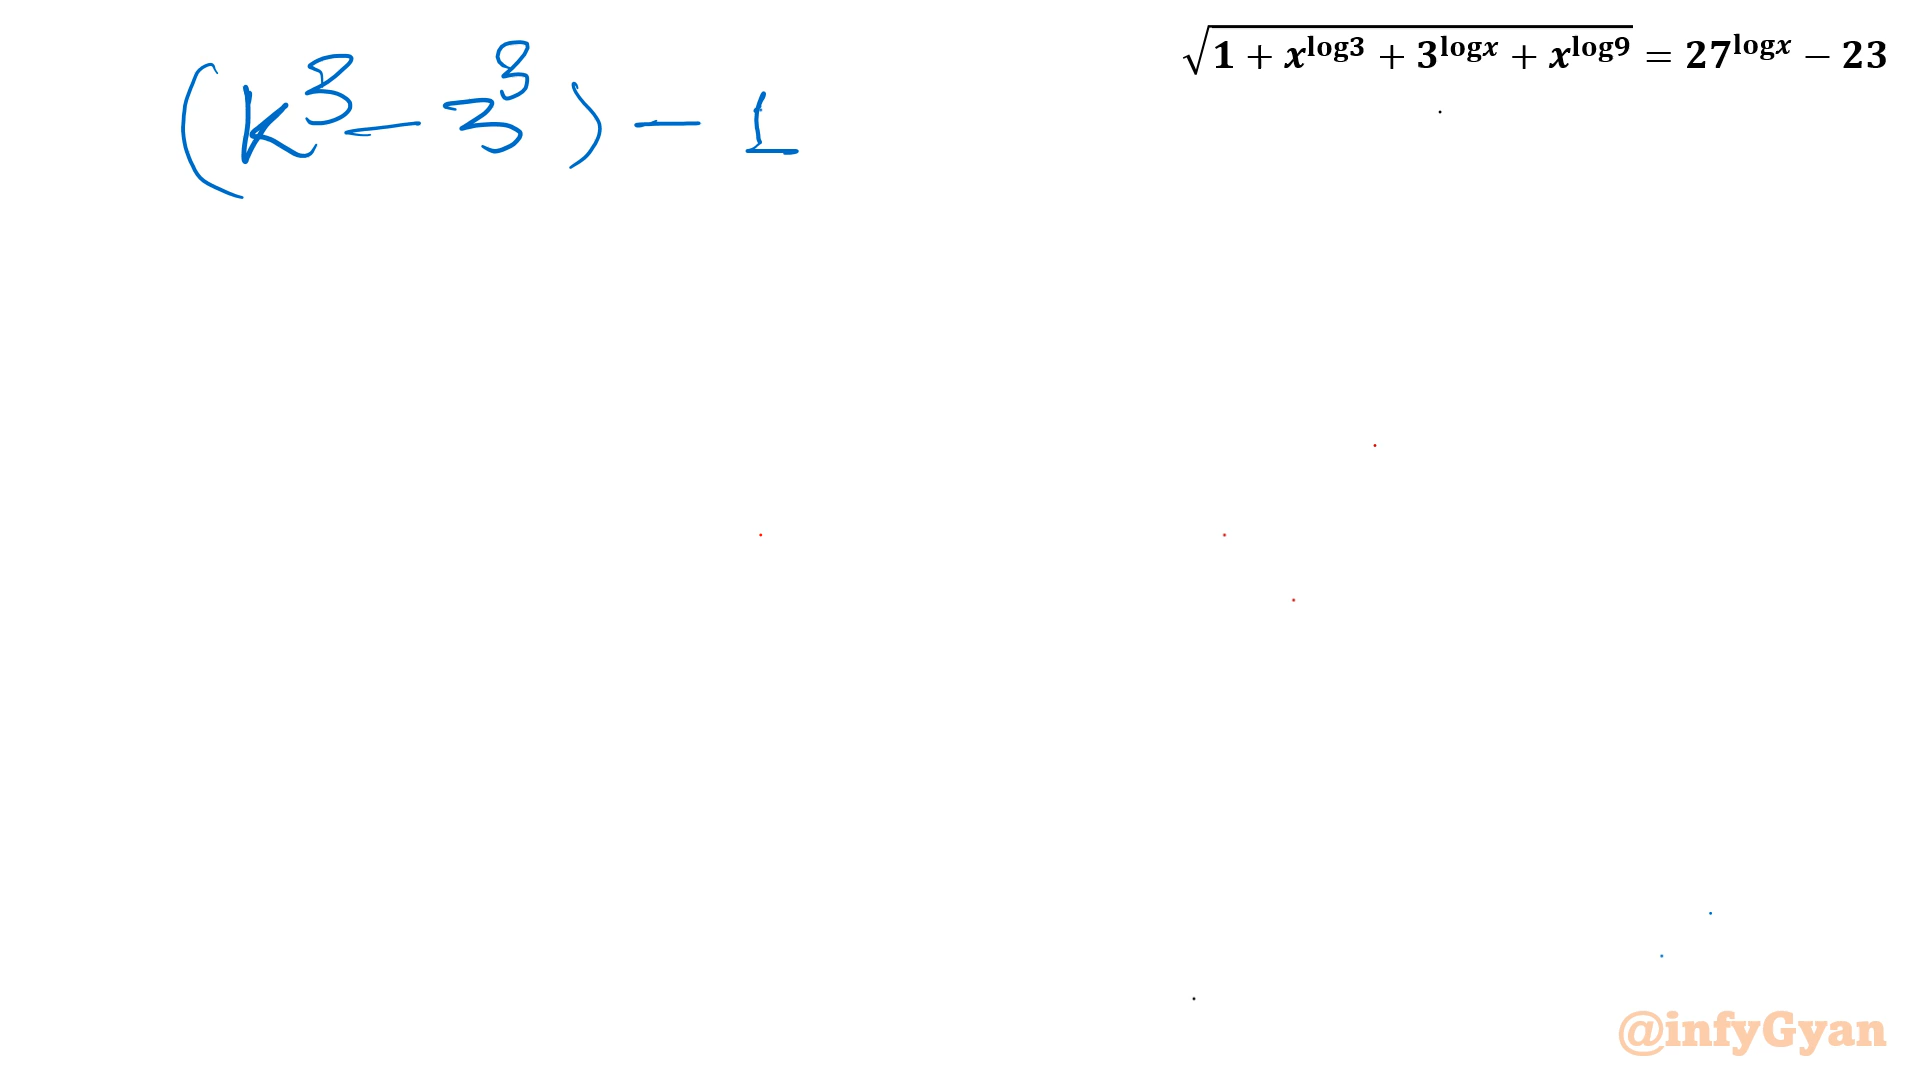 √(1 + x^log3 + 3^logx + x^log9) = 27^logx − 23
(k³ − 3³) − 1
@infyGyan